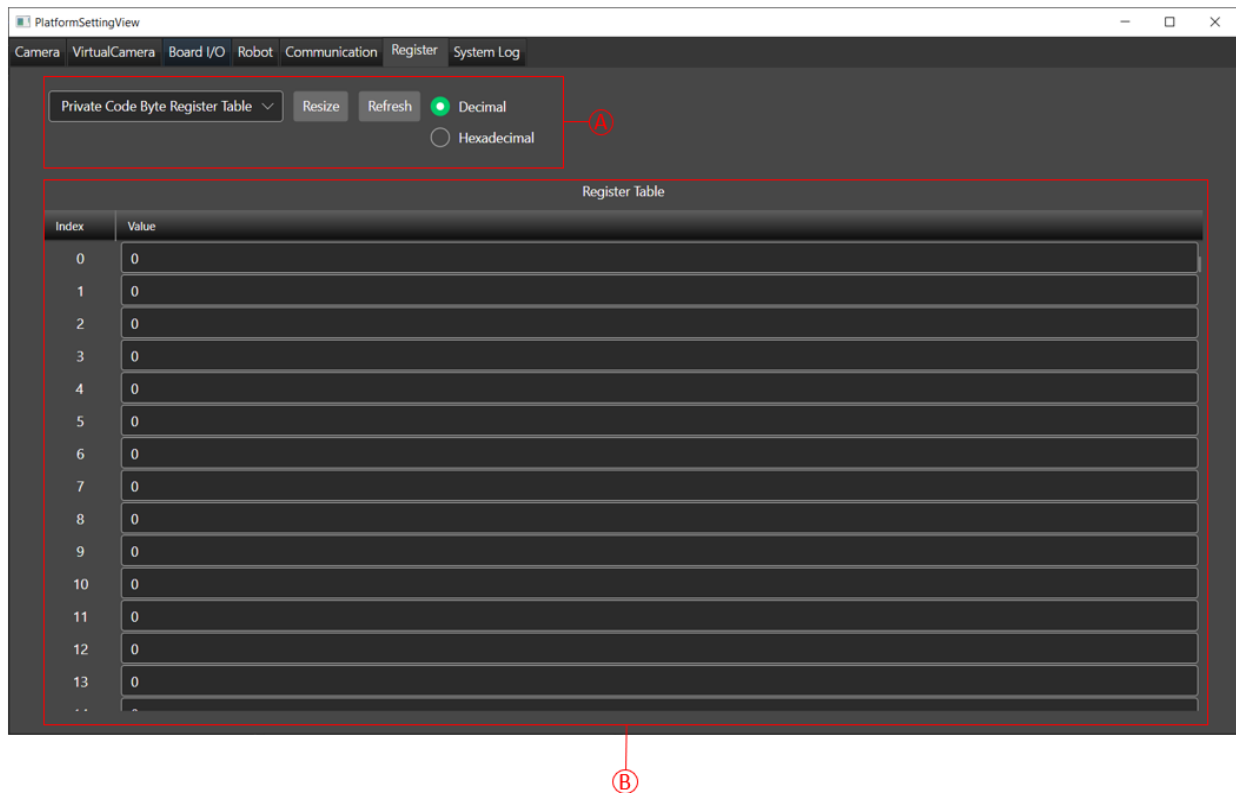 PlatformSettingView
Camera VirtualCamera Board I/O Robot Communication Register System Log
Private Code Byte Register Table Resize Refresh Decimal
Hexadecimal
Ⓐ
Register Table
Index Value
0 0
1 0
2 0
3 0
4 0
5 0
6 0
7 0
8 0
9 0
10 0
11 0
12 0
13 0
Ⓑ